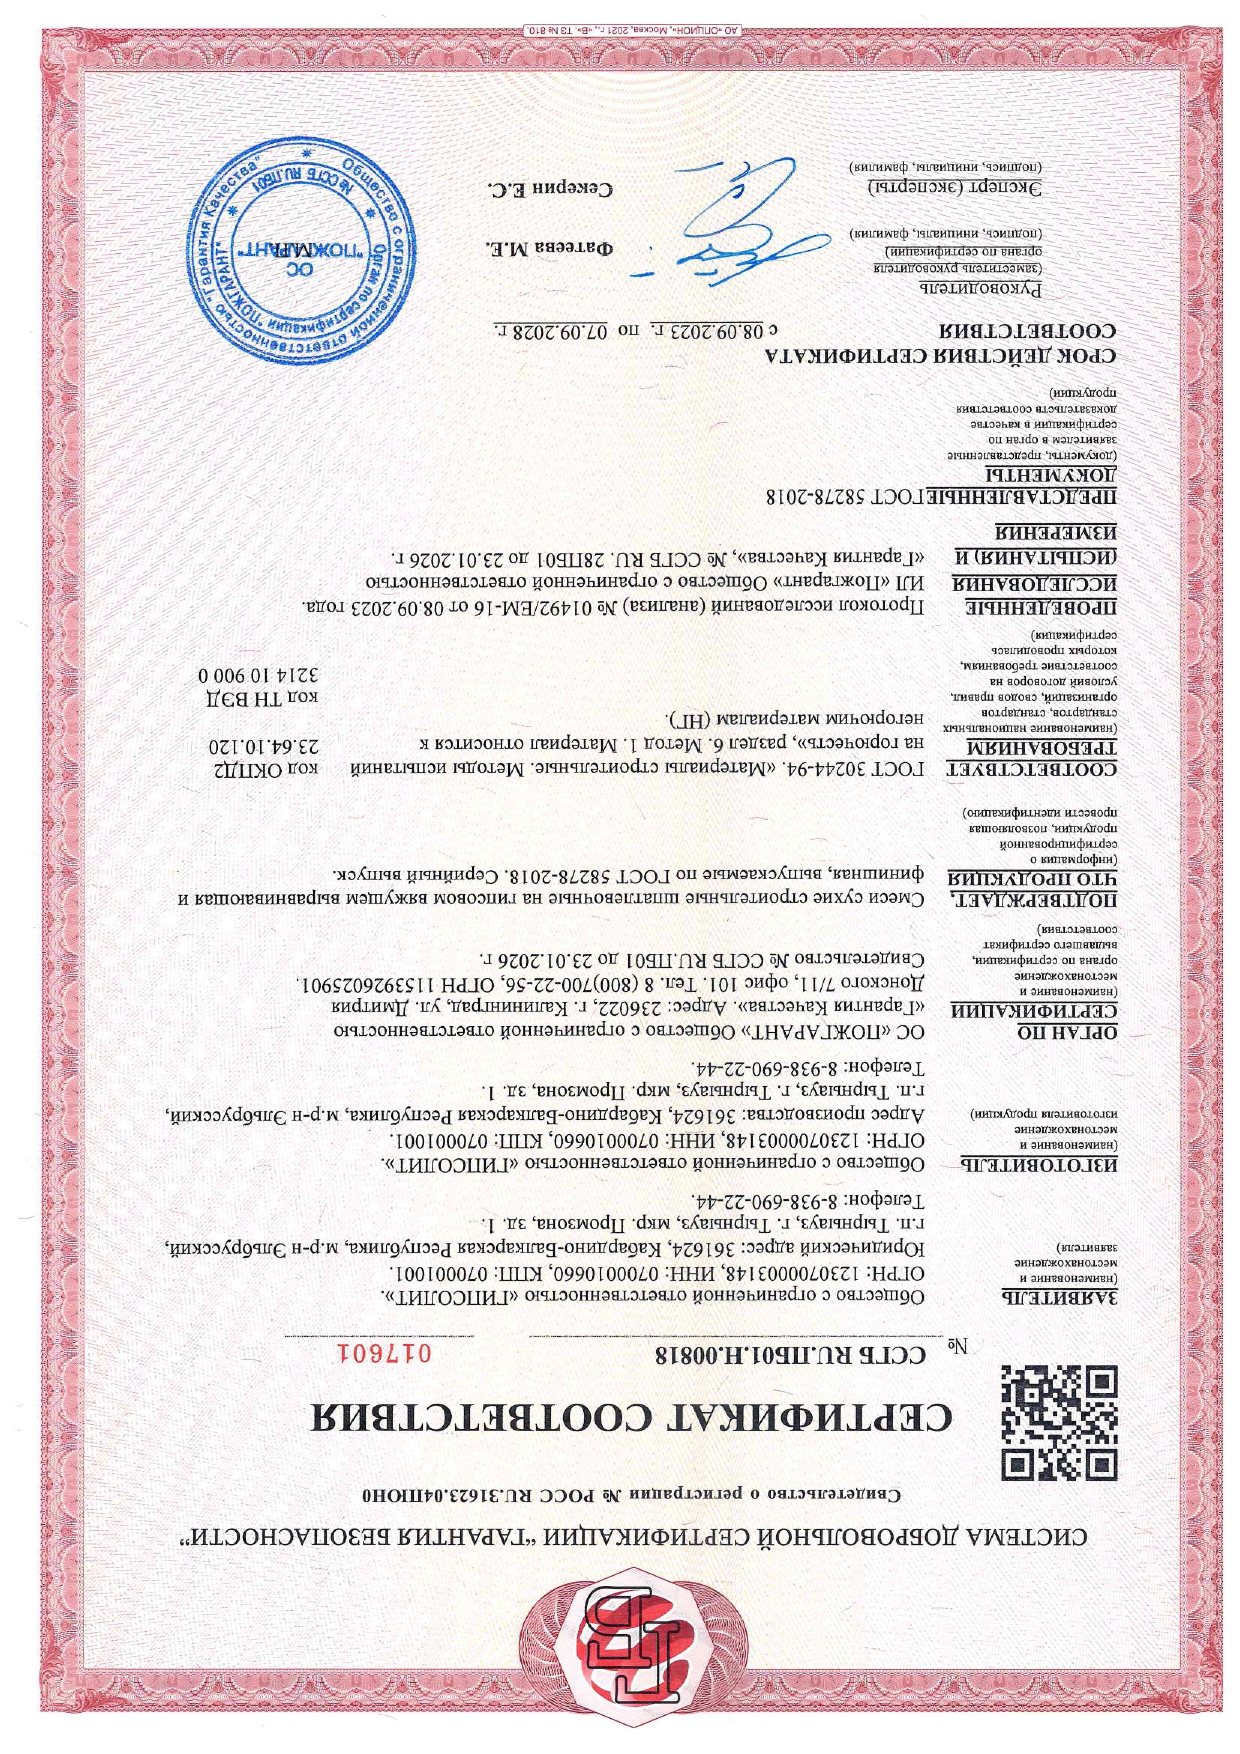 ГБ
СИСТЕМА ДОБРОВОЛЬНОЙ СЕРТИФИКАЦИИ “ГАРАНТИЯ БЕЗОПАСНОСТИ”
Свидетельство о регистрации № РОСС RU.31623.04ПЮН0
СЕРТИФИКАТ СООТВЕТСТВИЯ
№ ССГБ RU.ПБ01.Н.00818 017601
ЗАЯВИТЕЛЬ
(наименование и
местонахождение
заявителя)
Общество с ограниченной ответственностью «ГИПСОЛИТ».
ОГРН: 1230700003148, ИНН: 0700010660, КПП: 070001001.
Юридический адрес: 361624, Кабардино-Балкарская Республика, м.р-н Эльбрусский,
г.п. Тырныауз, г. Тырныауз, мкр. Промзона, зд. 1.
Телефон: 8-938-690-22-44.
ИЗГОТОВИТЕЛЬ
(наименование и
местонахождение
изготовителя продукции)
Общество с ограниченной ответственностью «ГИПСОЛИТ».
ОГРН: 1230700003148, ИНН: 0700010660, КПП: 070001001.
Адрес производства: 361624, Кабардино-Балкарская Республика, м.р-н Эльбрусский,
г.п. Тырныауз, г. Тырныауз, мкр. Промзона, зд. 1.
Телефон: 8-938-690-22-44.
ОРГАН ПО
СЕРТИФИКАЦИИ
(наименование и
местонахождение
органа по сертификации,
выдавшего сертификат
соответствия)
ОС «ПОЖГАРАНТ» Общество с ограниченной ответственностью
«Гарантия Качества». Адрес: 236022, г. Калининград, ул. Дмитрия
Донского 7/11, офис 101. Тел. 8 (800)700-22-56, ОГРН 1153926025901.
Свидетельство № ССГБ RU.ПБ01 до 23.01.2026 г.
ПОДТВЕРЖДАЕТ,
ЧТО ПРОДУКЦИЯ
(информация о
сертифицированной
продукции, позволяющая
провести идентификацию)
Смеси сухие строительные шпатлевочные на гипсовом вяжущем выравнивающая и
финишная, выпускаемые по ГОСТ 58278-2018. Серийный выпуск.
СООТВЕТСТВУЕТ
ТРЕБОВАНИЯМ
(наименование национальных
стандартов, стандартов
организаций, сводов правил,
условий договоров на
соответствие требованиям,
которых проводилась
сертификация)
ГОСТ 30244-94. «Материалы строительные. Методы испытаний
на горючесть», раздел 6. Метод 1. Материал относится к
негорючим материалам (НГ).
код ОКПД2
23.64.10.120
код ТН ВЭД
3214 10 900 0
ПРОВЕДЕННЫЕ
ИССЛЕДОВАНИЯ
(ИСПЫТАНИЯ) И
ИЗМЕРЕНИЯ
Протокол исследований (анализа) № 01492/ЕМ-16 от 08.09.2023 года.
ИЛ «Пожгарант» Общество с ограниченной ответственностью
«Гарантия Качества», № ССГБ RU. 28ПБ01 до 23.01.2026 г.
ПРЕДСТАВЛЕННЫЕ
ДОКУМЕНТЫ
(документы, представленные
заявителем в орган по
сертификации в качестве
доказательств соответствия
продукции)
ГОСТ 58278-2018
СРОК ДЕЙСТВИЯ СЕРТИФИКАТА
СООТВЕТСТВИЯ с 08.09.2023 г. по 07.09.2028 г.
Руководитель
(заместитель руководителя
органа по сертификации)
(подпись, инициалы, фамилия)
Фатеева М.Е.
Эксперт (эксперты)
(подпись, инициалы, фамилия)
Секерин Е.С.
Общество с ограниченной ответственностью "Гарантия Качества"
Орган по сертификации "ПОЖГАРАНТ"
ОС
"ПОЖГАРАНТ"
М.П.
№ ССГБ RU.ПБ01
АО «ОПЦИОН», Москва, 2021 г., «В». ТЗ № 810.